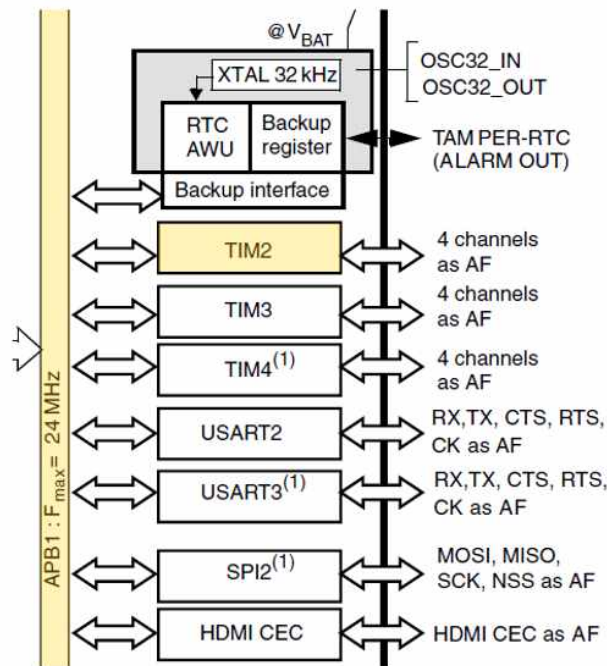 @VBAT
XTAL 32 kHz
OSC32_IN
OSC32_OUT
RTC
AWU
Backup
register
TAM PER-RTC
(ALARM OUT)
Backup interface
TIM2
4 channels
as AF
TIM3
4 channels
as AF
TIM4(1)
4 channels
as AF
USART2
RX,TX, CTS, RTS,
CK as AF
USART3(1)
RX,TX, CTS, RTS,
CK as AF
SPI2(1)
MOSI, MISO,
SCK, NSS as AF
HDMI CEC
HDMI CEC as AF
APB1 : Fmax = 24 MHz